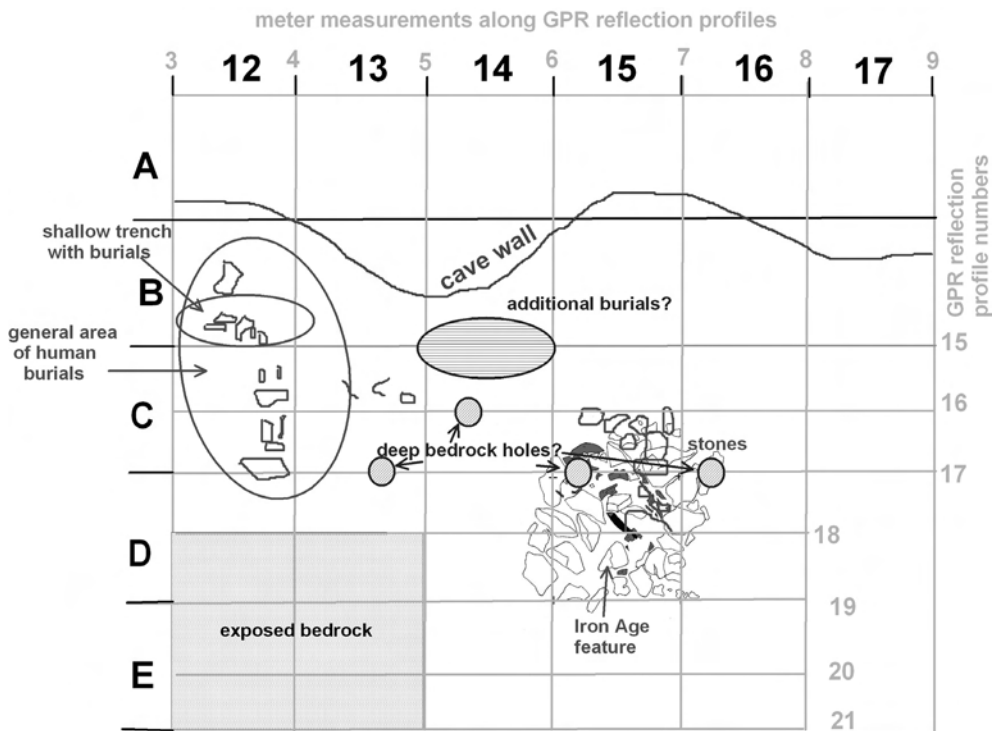 meter measurements along GPR reflection profiles
3 12 4 13 5 14 6 15 7 16 8 17 9
A
GPR reflection
profile numbers
shallow trench
with burials
cave wall
B
additional burials?
general area
of human
burials
15
C
16
deep bedrock holes?
stones
17
18
D
19
exposed bedrock
Iron Age
feature
E
20
21